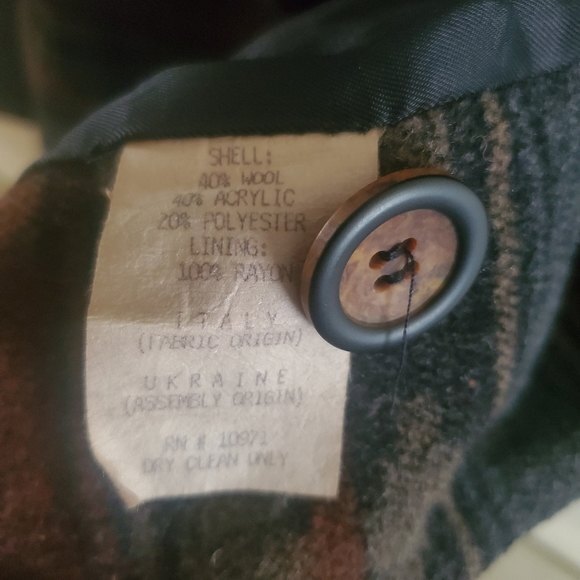 SHELL:
40% WOOL
40% ACRYLIC
20% POLYESTER
LINING:
100% RAYON
ITALY
(FABRIC ORIGIN)
UKRAINE
(ASSEMBLY ORIGIN)
RN # 10971
DRY CLEAN ONLY